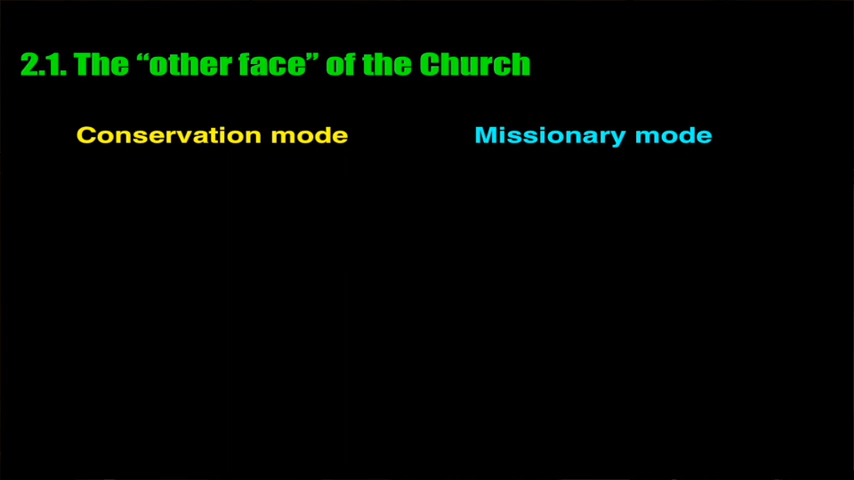 2.1. The “other face” of the Church
Conservation mode
Missionary mode